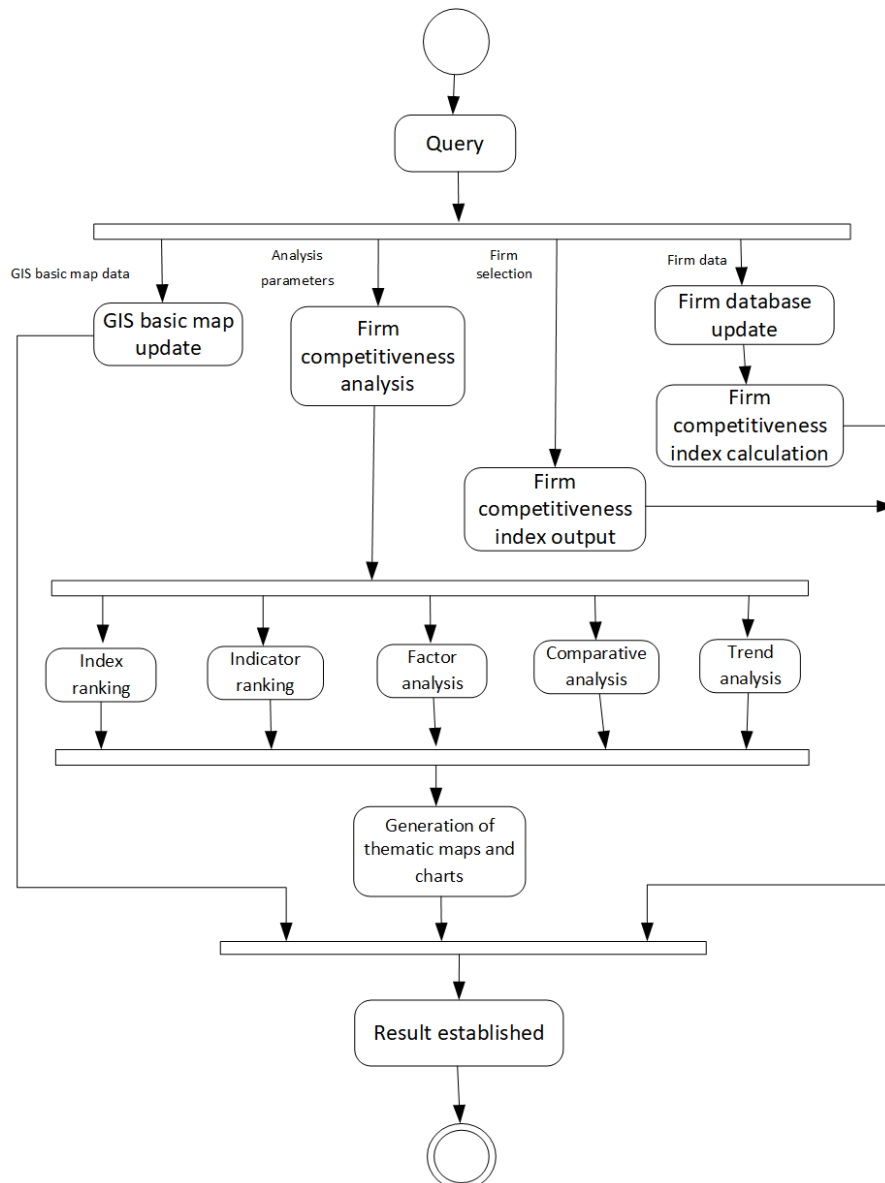 Query
GIS basic map data
Analysis
parameters
Firm
selection
Firm data
GIS basic map
update
Firm
competitiveness
analysis
Firm database
update
Firm
competitiveness
index calculation
Firm
competitiveness
index output
Index
ranking
Indicator
ranking
Factor
analysis
Comparative
analysis
Trend
analysis
Generation of
thematic maps and
charts
Result established